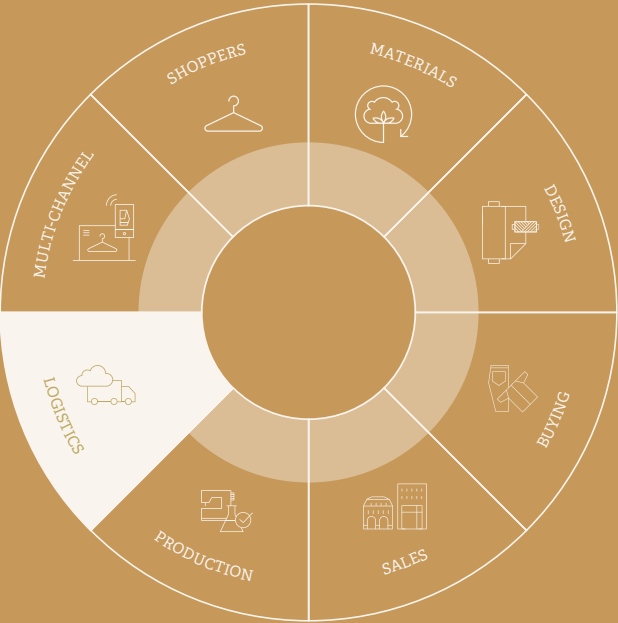 SHOPPERS
MATERIALS
MULTI-CHANNEL
DESIGN
LOGISTICS
BUYING
PRODUCTION
SALES